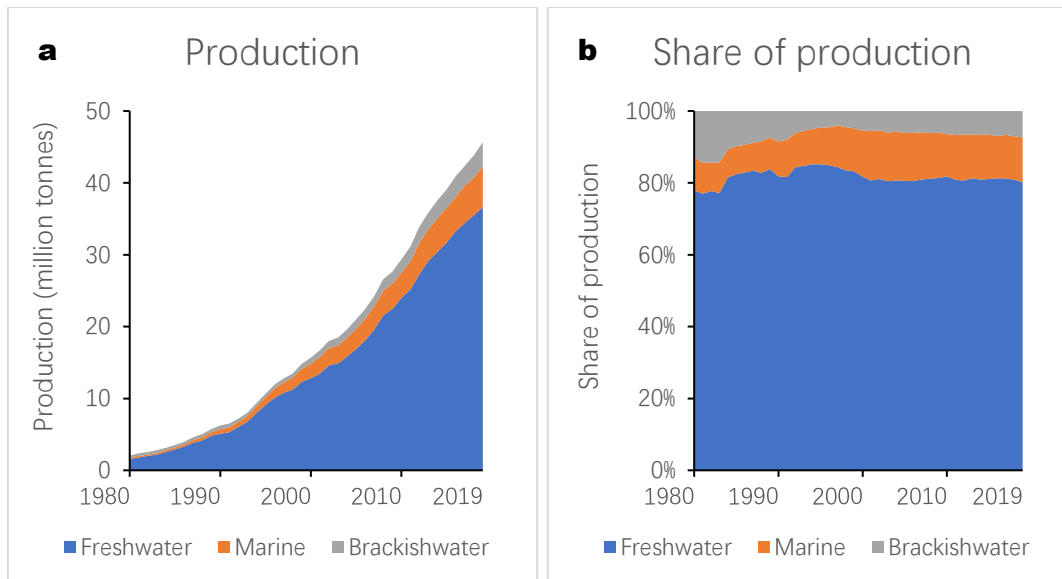 a Production
Production (million tonnes)
50
40
30
20
10
0
1980 1990 2000 2010 2019
Freshwater Marine Brackishwater
b Share of production
Share of production
100%
80%
60%
40%
20%
0%
1980 1990 2000 2010 2019
Freshwater Marine Brackishwater